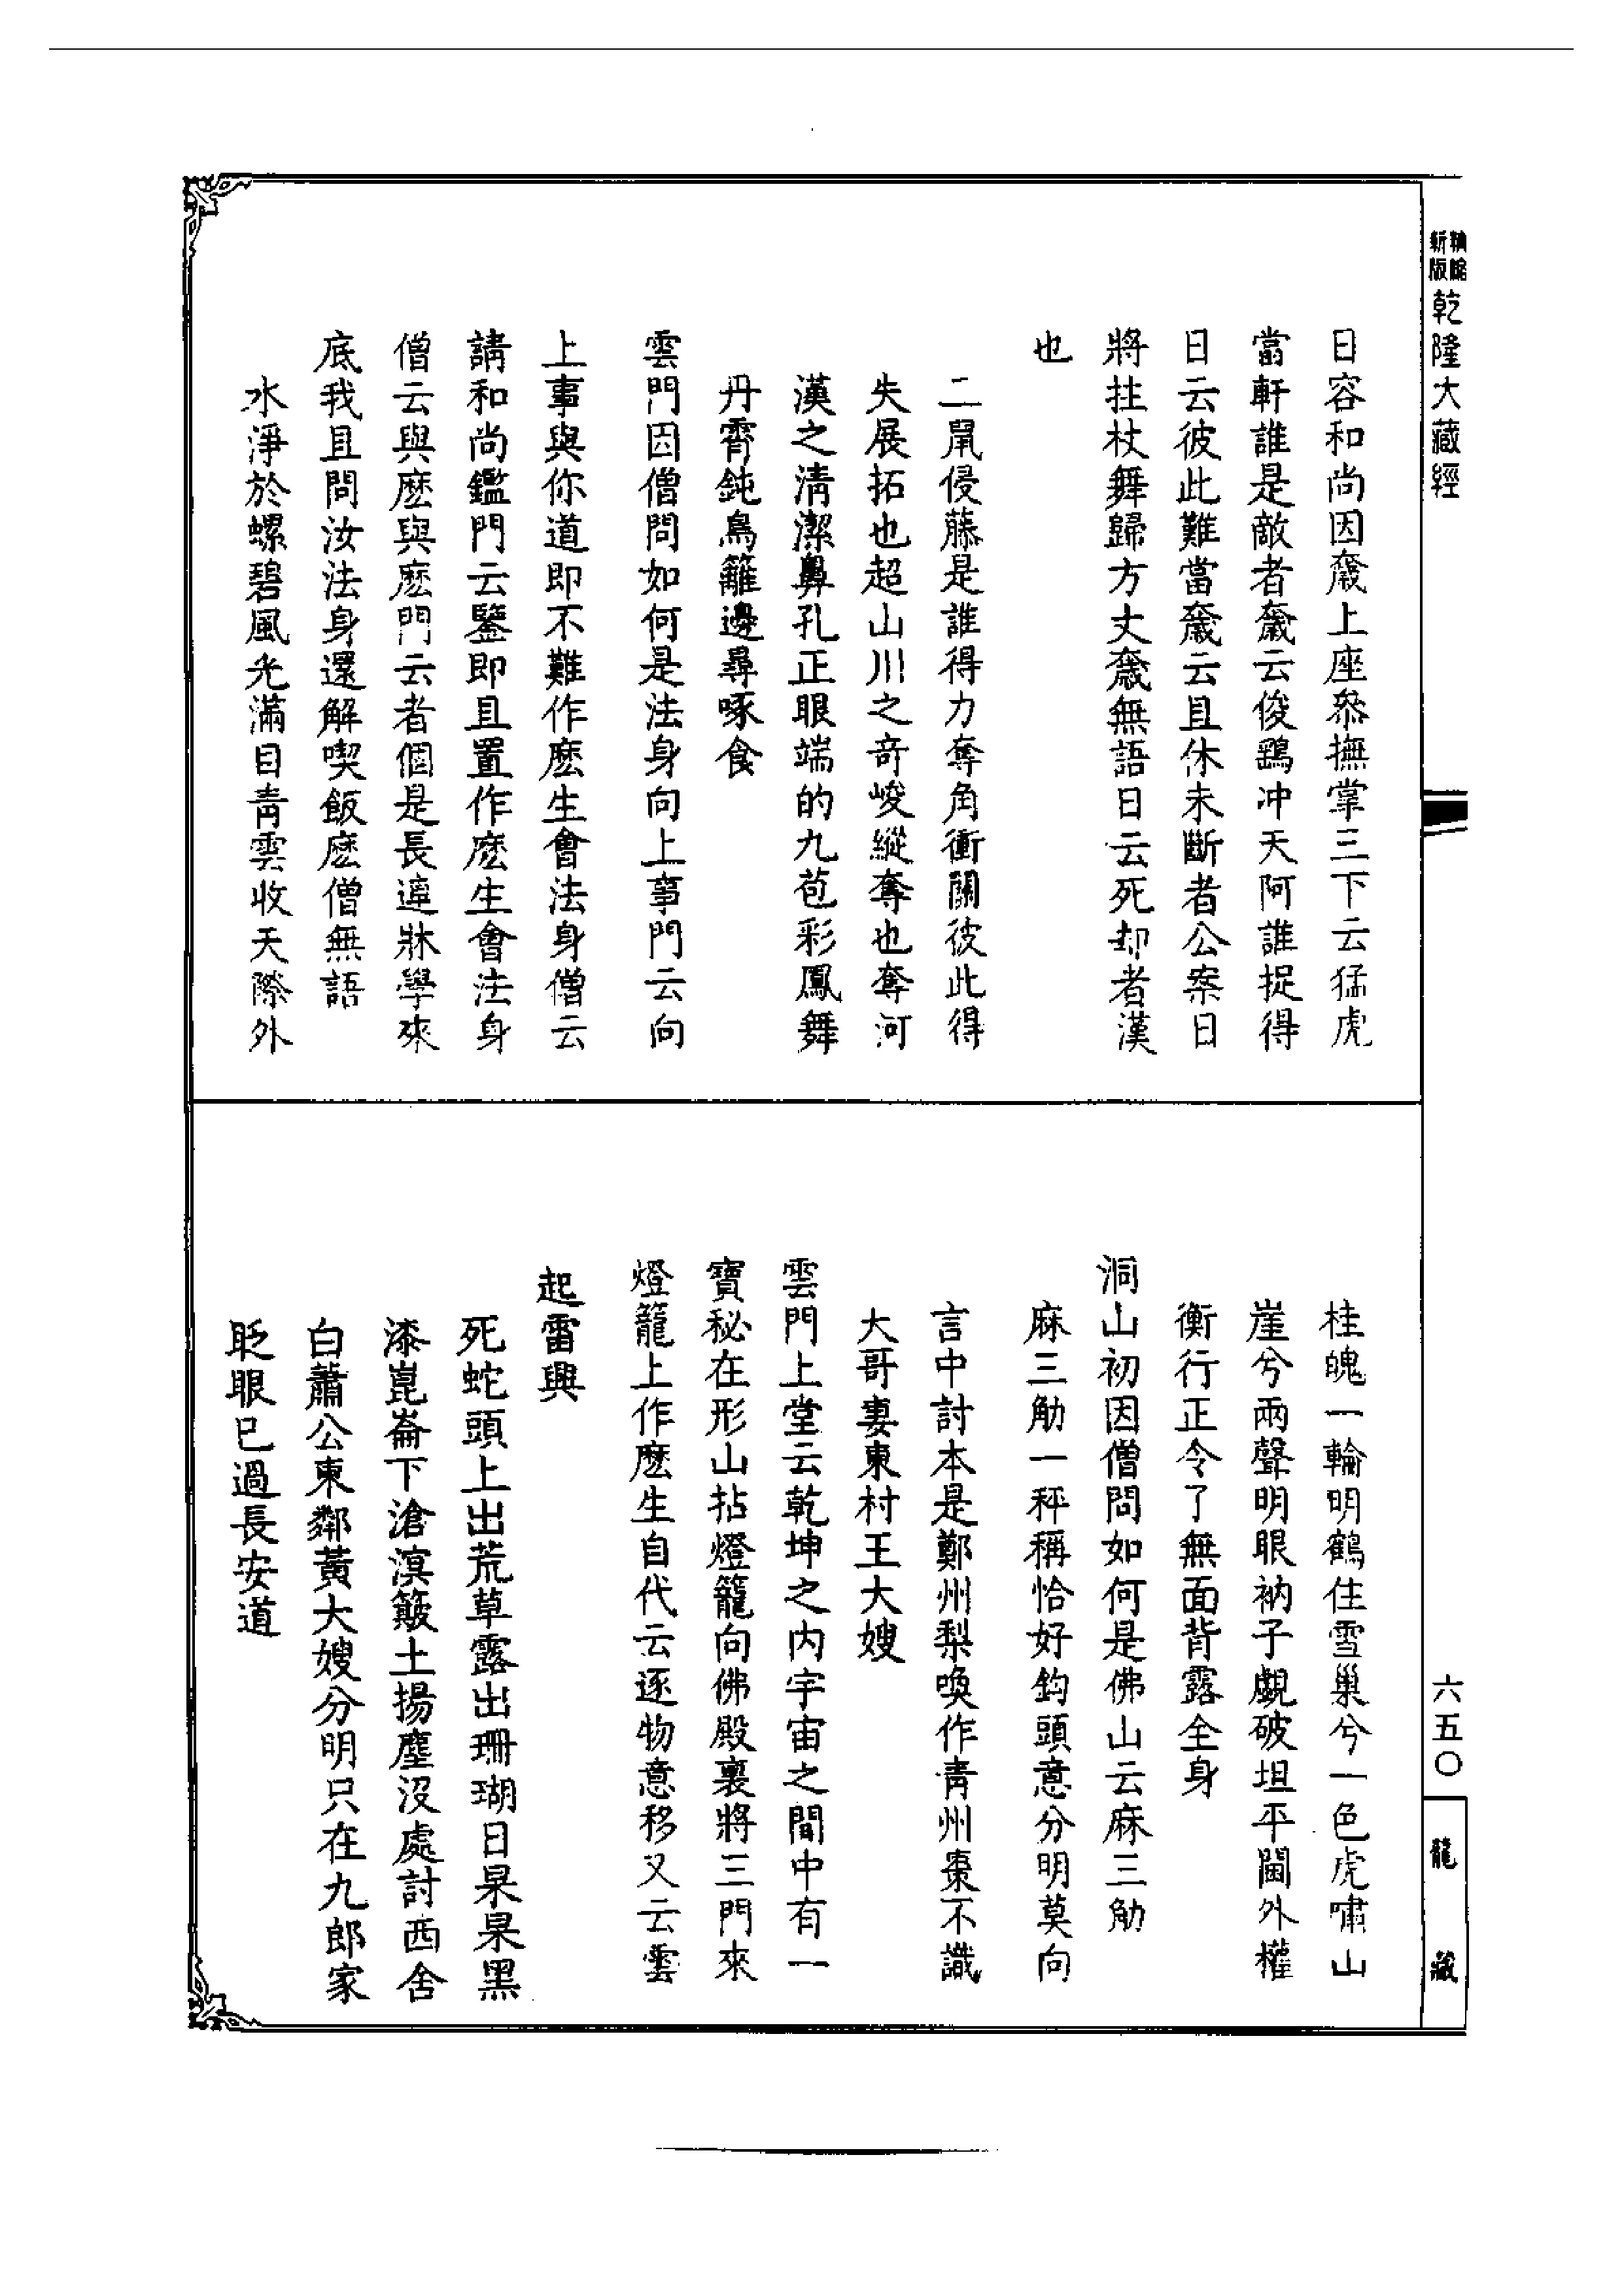 精縮新版乾隆大藏經
日容和尚因奯上座叅撫掌三下云猛虎
當軒誰是敵者奯云俊鷂冲天阿誰捉得
日云彼此難當奯云且休未斷者公案日
將拄杖舞歸方丈奯無語日云死却者漢
也
二鼠侵藤是誰得力奪角衝關彼此得
失展拓也超山川之奇峻縱奪也奪河
漢之清潔鼻孔正眼端的九苞彩鳳舞
丹霄鈍鳥籬邊尋啄食
雲門因僧問如何是法身向上事門云向
上事與你道即不難作麽生會法身僧云
請和尚鑑門云鑒即且置作麽生會法身
僧云與麽與麽門云者個是長連牀學來
底我且問汝法身還解喫飯麽僧無語
水淨於螺碧風光滿目青雲收天際外
桂魄一輪明鶴住雪巢兮一色虎嘯山
崖兮兩聲明眼衲子覷破坦平閫外權
衡行正令了無面背露全身
洞山初因僧問如何是佛山云麻三觔
麻三觔一秤稱恰好鈞頭意分明莫向
言中討本是鄭州梨喚作青州棗不識
大哥妻東村王大嫂
雲門上堂云乾坤之内宇宙之間中有一
寶秘在形山拈燈籠向佛殿裏將三門來
燈籠上作麽生自代云逐物意移又云雲
起雷興
死蛇頭上出荒草露出珊瑚日杲杲黑
漆崑崙下滄溟簸土揚塵沒處討西舍
白蕭公東鄰黃大嫂分明只在九郎家
眨眼已過長安道
六五〇
龍藏